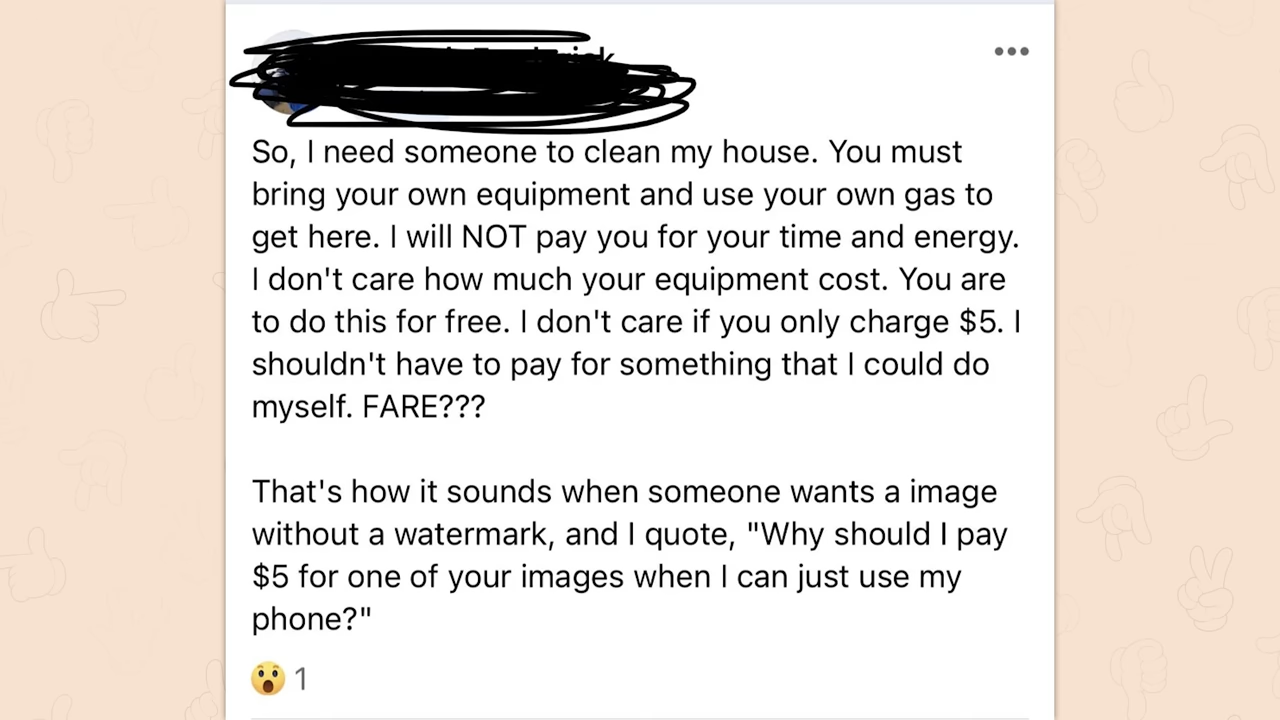 So, I need someone to clean my house. You must
bring your own equipment and use your own gas to
get here. I will NOT pay you for your time and energy.
I don't care how much your equipment cost. You are
to do this for free. I don't care if you only charge $5. I
shouldn't have to pay for something that I could do
myself. FARE???
That's how it sounds when someone wants a image
without a watermark, and I quote, "Why should I pay
$5 for one of your images when I can just use my
phone?"
1